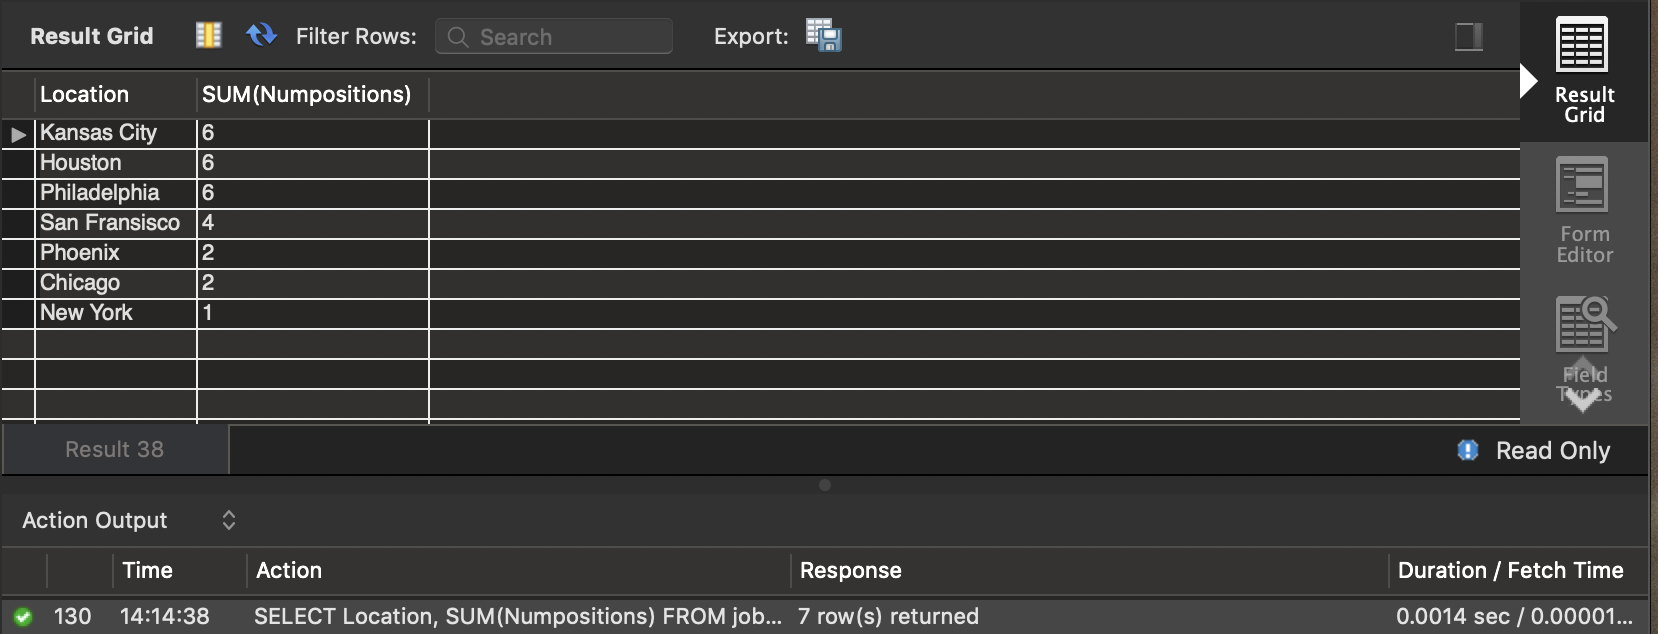 Result Grid Filter Rows: Search Export:
Location SUM(Numpositions)
Kansas City 6
Houston 6
Philadelphia 6
San Fransisco 4
Phoenix 2
Chicago 2
New York 1
Result
Grid
Form
Editor
Field
Types
Result 38 Read Only
Action Output
Time Action Response Duration / Fetch Time
130 14:14:38 SELECT Location, SUM(Numpositions) FROM job... 7 row(s) returned 0.0014 sec / 0.00001...